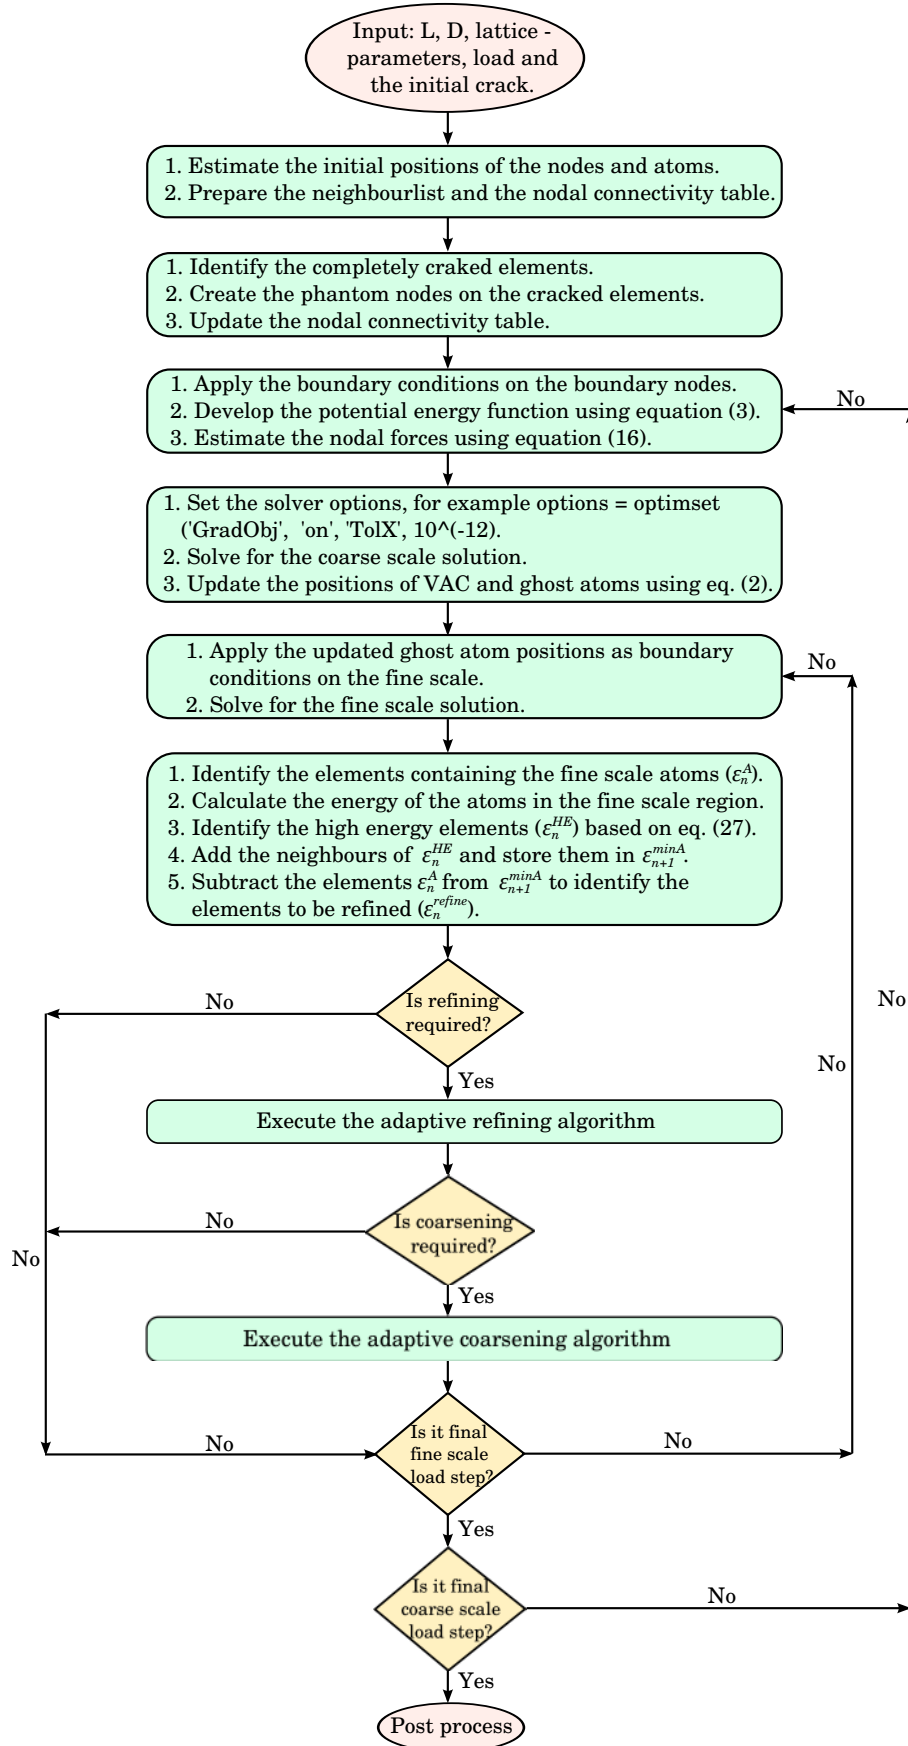 Input: L, D, lattice -
parameters, load and
the initial crack.
1. Estimate the initial positions of the nodes and atoms.
2. Prepare the neighbourlist and the nodal connectivity table.
1. Identify the completely craked elements.
2. Create the phantom nodes on the cracked elements.
3. Update the nodal connectivity table.
1. Apply the boundary conditions on the boundary nodes.
2. Develop the potential energy function using equation (3).
3. Estimate the nodal forces using equation (16).
No
1. Set the solver options, for example options = optimset
('GradObj', 'on', 'TolX', 10^(-12).
2. Solve for the coarse scale solution.
3. Update the positions of VAC and ghost atoms using eq. (2).
1. Apply the updated ghost atom positions as boundary
conditions on the fine scale.
2. Solve for the fine scale solution.
No
1. Identify the elements containing the fine scale atoms (ε_n^A).
2. Calculate the energy of the atoms in the fine scale region.
3. Identify the high energy elements (ε_n^HE) based on eq. (27).
4. Add the neighbours of ε_n^HE and store them in ε_n+1^minA.
5. Subtract the elements ε_n^A from ε_n+1^minA to identify the
elements to be refined (ε_n^refine).
Is refining
required?
No
No
No
Yes
Execute the adaptive refining algorithm
Is coarsening
required?
No
No
Yes
Execute the adaptive coarsening algorithm
Is it final
fine scale
load step?
No
No
Yes
Is it final
coarse scale
load step?
No
Yes
Post process